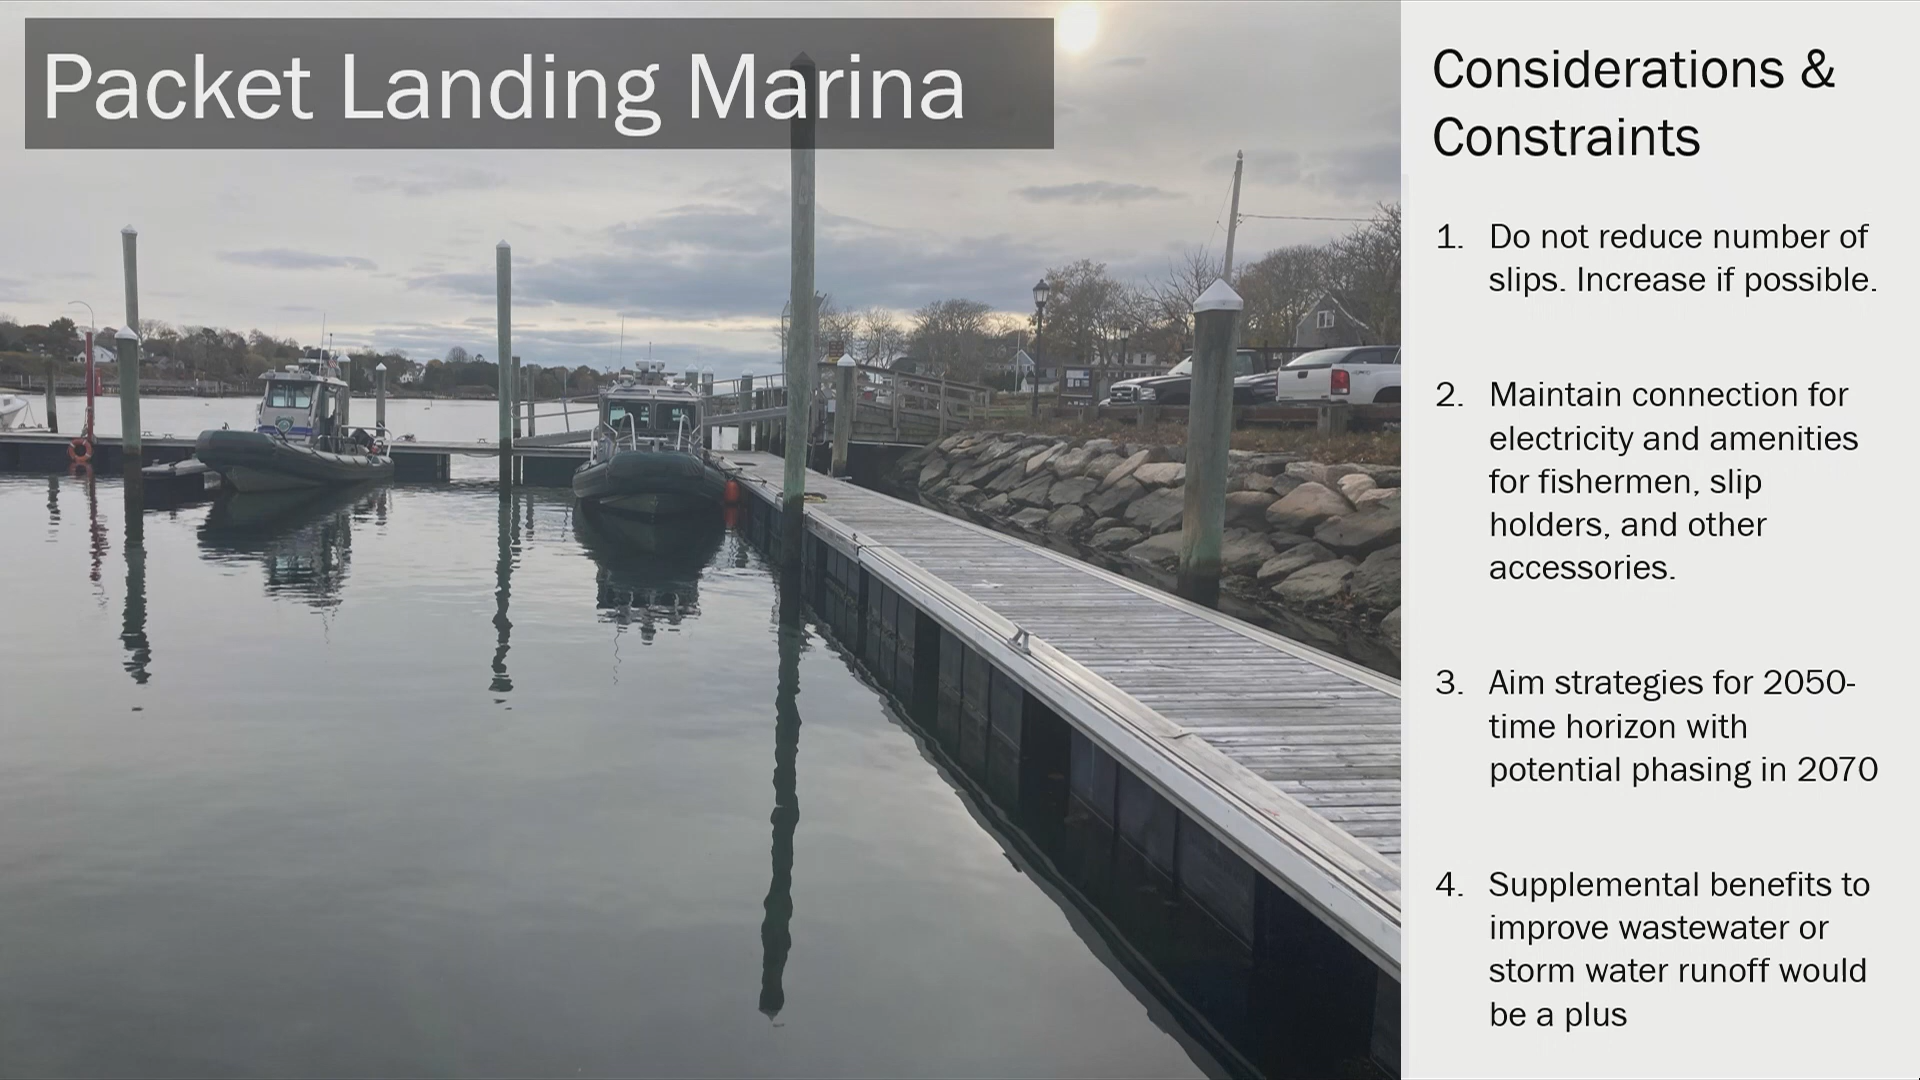 Packet Landing Marina
Considerations &
Constraints
1. Do not reduce number of
slips. Increase if possible.
2. Maintain connection for
electricity and amenities
for fishermen, slip
holders, and other
accessories.
3. Aim strategies for 2050-
time horizon with
potential phasing in 2070
4. Supplemental benefits to
improve wastewater or
storm water runoff would
be a plus